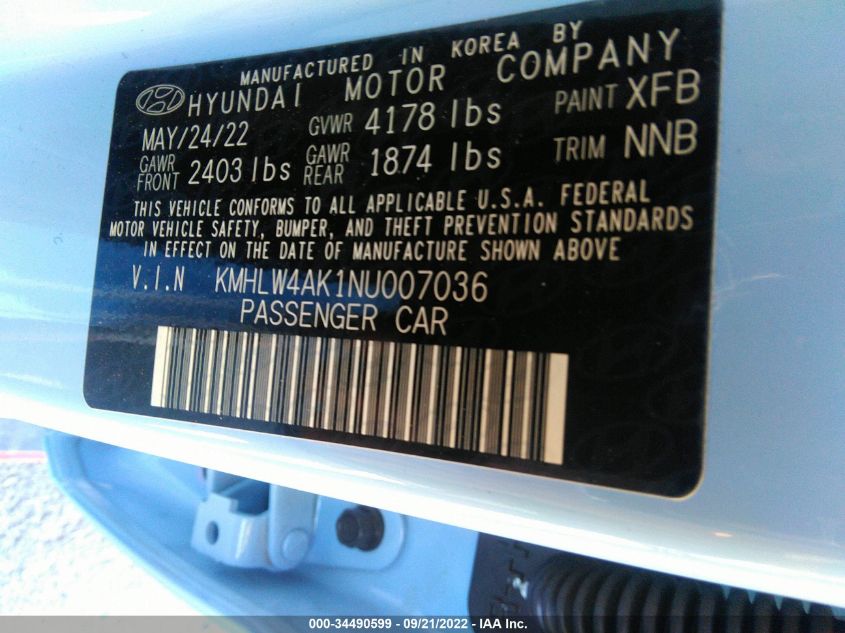 MANUFACTURED IN KOREA BY
HYUNDAI MOTOR COMPANY
MAY/24/22 GVWR 4178 lbs PAINT XFB
GAWR FRONT 2403 lbs GAWR REAR 1874 lbs TRIM NNB
THIS VEHICLE CONFORMS TO ALL APPLICABLE U.S.A. FEDERAL
MOTOR VEHICLE SAFETY, BUMPER, AND THEFT PREVENTION STANDARDS
IN EFFECT ON THE DATE OF MANUFACTURE SHOWN ABOVE
V.I.N KMHLW4AK1NU007036
PASSENGER CAR
000-34490599 - 09/21/2022 - IAA Inc.